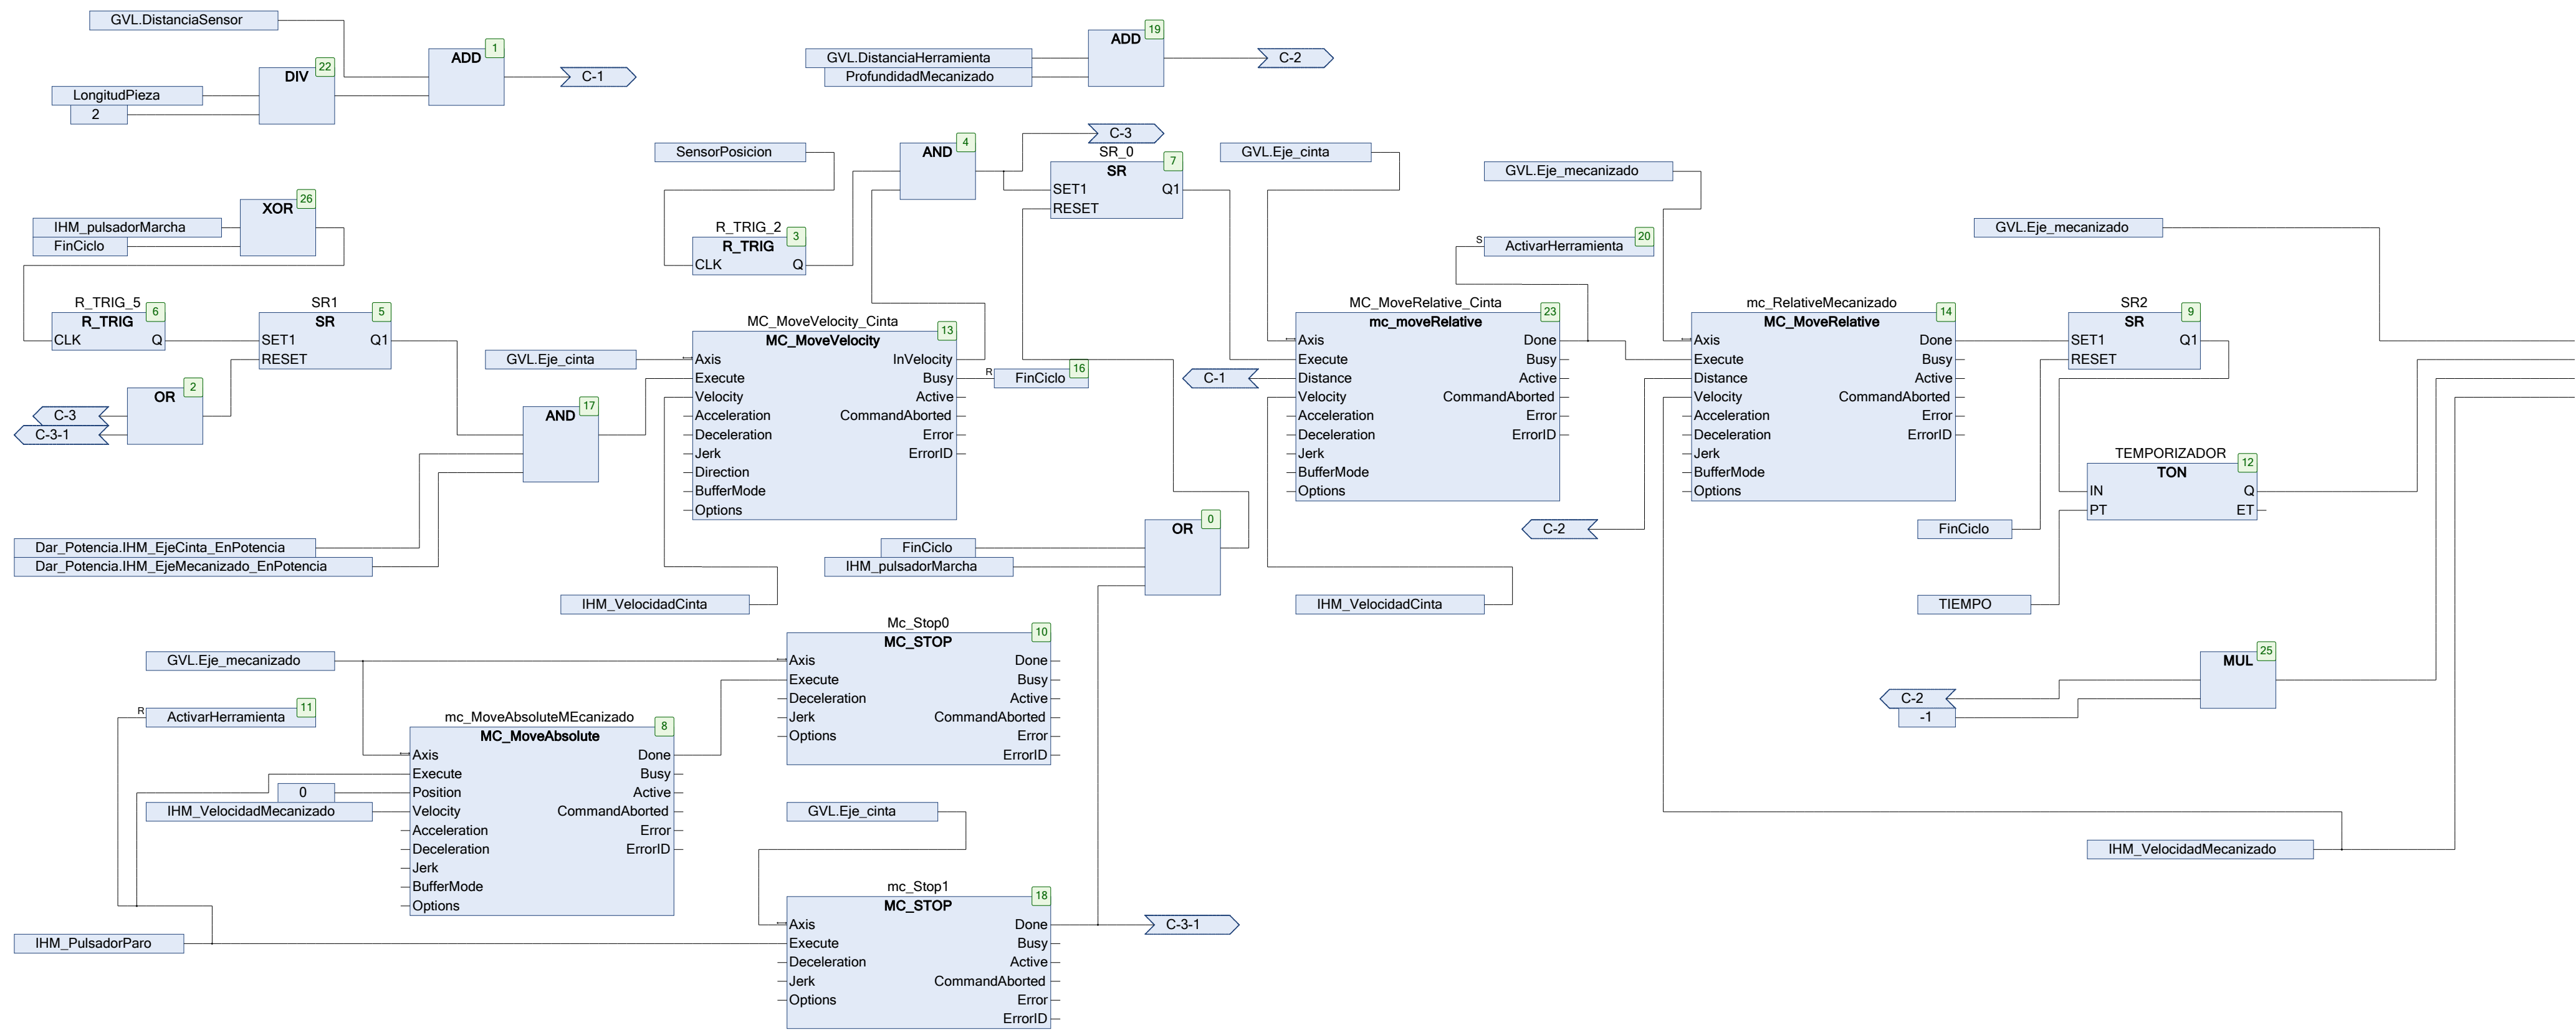 GVL.DistanciaSensor
DIV
22
LongitudPieza
2
ADD
1
C-1
GVL.DistanciaHerramienta
ProfundidadMecanizado
ADD
19
C-2
XOR
26
IHM_pulsadorMarcha
FinCiclo
R_TRIG_5
R_TRIG
6
CLK
Q
SR1
SR
5
SET1
Q1
RESET
OR
2
C-3
C-3-1
AND
17
Dar_Potencia.IHM_EjeCinta_EnPotencia
Dar_Potencia.IHM_EjeMecanizado_EnPotencia
SensorPosicion
R_TRIG_2
R_TRIG
3
CLK
Q
AND
4
C-3
SR_0
SR
7
SET1
Q1
RESET
GVL.Eje_cinta
MC_MoveVelocity_Cinta
MC_MoveVelocity
13
Axis
InVelocity
Execute
Busy
Velocity
Active
Acceleration
CommandAborted
Deceleration
Error
Jerk
ErrorID
Direction
BufferMode
Options
R
FinCiclo
16
IHM_VelocidadCinta
FinCiclo
IHM_pulsadorMarcha
OR
0
GVL.Eje_cinta
C-1
MC_MoveRelative_Cinta
mc_moveRelative
23
Axis
Done
Execute
Busy
Distance
Active
Velocity
CommandAborted
Acceleration
Error
Deceleration
ErrorID
Jerk
BufferMode
Options
IHM_VelocidadCinta
GVL.Eje_mecanizado
S
ActivarHerramienta
20
C-2
mc_RelativeMecanizado
MC_MoveRelative
14
Axis
Done
Execute
Busy
Distance
Active
Velocity
CommandAborted
Acceleration
Error
Deceleration
ErrorID
Jerk
BufferMode
Options
GVL.Eje_mecanizado
SR2
SR
9
SET1
Q1
RESET
FinCiclo
TEMPORIZADOR
TON
12
IN
Q
PT
ET
TIEMPO
MUL
25
C-2
-1
IHM_VelocidadMecanizado
GVL.Eje_mecanizado
R
ActivarHerramienta
11
mc_MoveAbsoluteMEcanizado
MC_MoveAbsolute
8
Axis
Done
Execute
Busy
Position
Active
Velocity
CommandAborted
Acceleration
Error
Deceleration
ErrorID
Jerk
BufferMode
Options
0
IHM_VelocidadMecanizado
IHM_PulsadorParo
Mc_Stop0
MC_STOP
10
Axis
Done
Execute
Busy
Deceleration
Active
Jerk
CommandAborted
Options
Error
ErrorID
GVL.Eje_cinta
mc_Stop1
MC_STOP
18
Axis
Done
Execute
Busy
Deceleration
Active
Jerk
CommandAborted
Options
Error
ErrorID
C-3-1